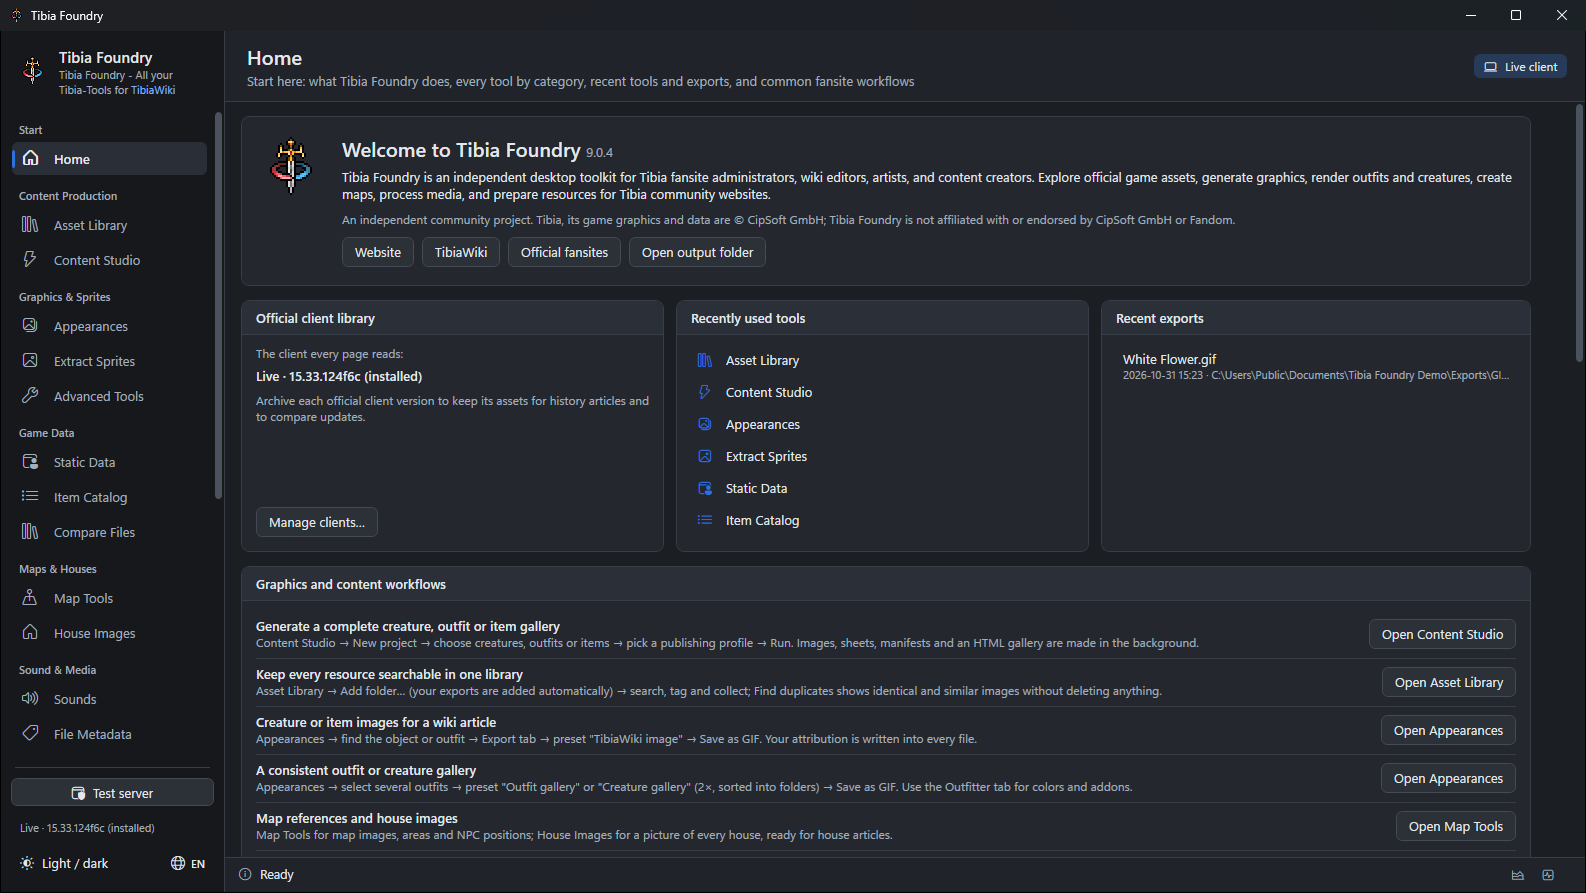 Tibia Foundry
Tibia Foundry
Tibia Foundry - All your
Tibia-Tools for TibiaWiki
Start
Home
Content Production
Asset Library
Content Studio
Graphics & Sprites
Appearances
Extract Sprites
Advanced Tools
Game Data
Static Data
Item Catalog
Compare Files
Maps & Houses
Map Tools
House Images
Sound & Media
Sounds
File Metadata
Test server
Live · 15.33.124f6c (installed)
Light / dark
EN
Home
Start here: what Tibia Foundry does, every tool by category, recent tools and exports, and common fansite workflows
Live client
Welcome to Tibia Foundry 9.0.4
Tibia Foundry is an independent desktop toolkit for Tibia fansite administrators, wiki editors, artists, and content creators. Explore official game assets, generate graphics, render outfits and creatures, create
maps, process media, and prepare resources for Tibia community websites.
An independent community project. Tibia, its game graphics and data are © CipSoft GmbH; Tibia Foundry is not affiliated with or endorsed by CipSoft GmbH or Fandom.
Website
TibiaWiki
Official fansites
Open output folder
Official client library
The client every page reads:
Live · 15.33.124f6c (installed)
Archive each official client version to keep its assets for history articles and
to compare updates.
Manage clients...
Recently used tools
Asset Library
Content Studio
Appearances
Extract Sprites
Static Data
Item Catalog
Recent exports
White Flower.gif
2026-10-31 15:23 · C:\Users\Public\Documents\Tibia Foundry Demo\Exports\GI...
Graphics and content workflows
Generate a complete creature, outfit or item gallery
Content Studio → New project → choose creatures, outfits or items → pick a publishing profile → Run. Images, sheets, manifests and an HTML gallery are made in the background.
Open Content Studio
Keep every resource searchable in one library
Asset Library → Add folder... (your exports are added automatically) → search, tag and collect; Find duplicates shows identical and similar images without deleting anything.
Open Asset Library
Creature or item images for a wiki article
Appearances → find the object or outfit → Export tab → preset "TibiaWiki image" → Save as GIF. Your attribution is written into every file.
Open Appearances
A consistent outfit or creature gallery
Appearances → select several outfits → preset "Outfit gallery" or "Creature gallery" (2×, sorted into folders) → Save as GIF. Use the Outfitter tab for colors and addons.
Open Appearances
Map references and house images
Map Tools for map images, areas and NPC positions; House Images for a picture of every house, ready for house articles.
Open Map Tools
Ready